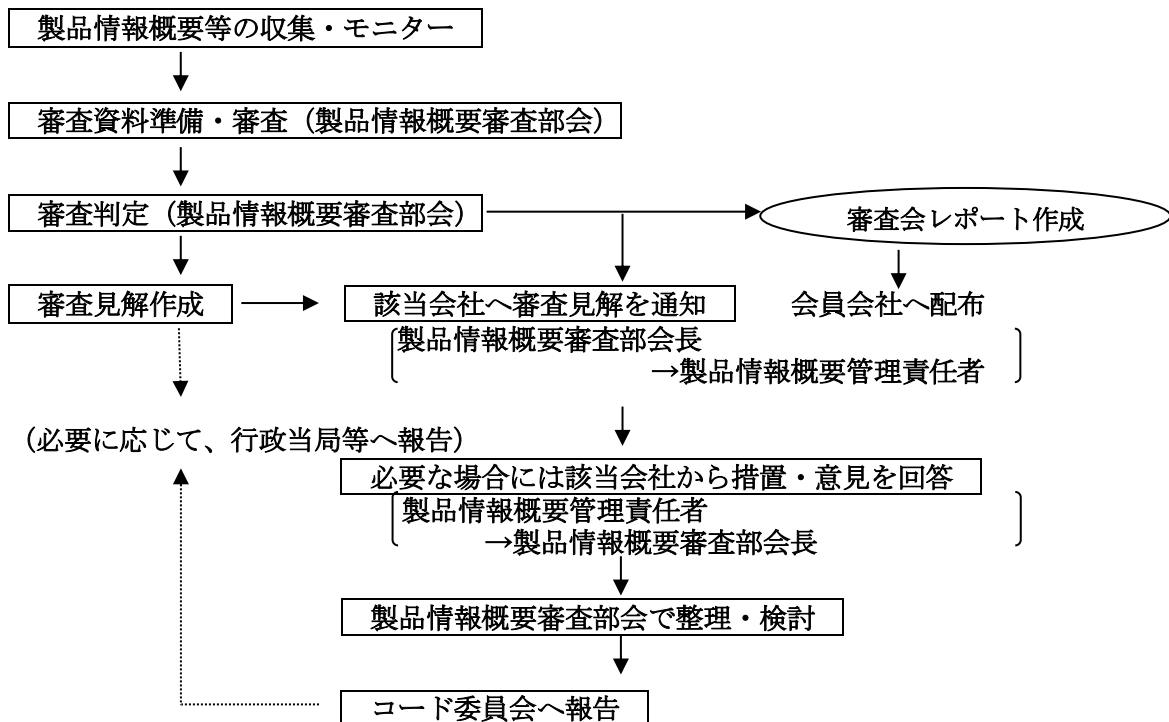 製品情報概要等の収集・モニター
審査資料準備・審査（製品情報概要審査部会）
審査判定（製品情報概要審査部会）
審査会レポート作成
審査見解作成
該当会社へ審査見解を通知
会員会社へ配布
製品情報概要審査部会長
→製品情報概要管理責任者
（必要に応じて、行政当局等へ報告）
必要な場合には該当会社から措置・意見を回答
製品情報概要管理責任者
→製品情報概要審査部会長
製品情報概要審査部会で整理・検討
コード委員会へ報告